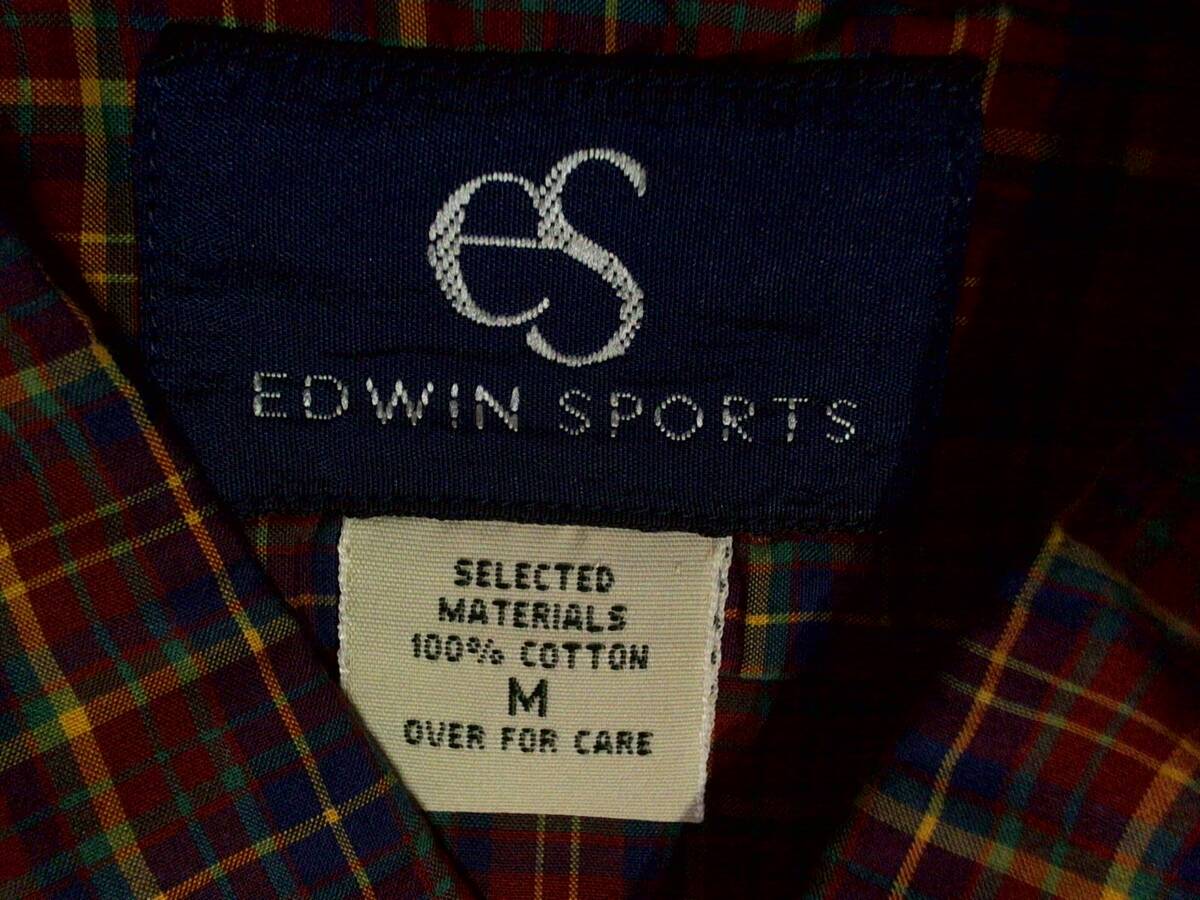 eS
EDWIN SPORTS
SELECTED
MATERIALS
100% COTTON
M
OVER FOR CARE